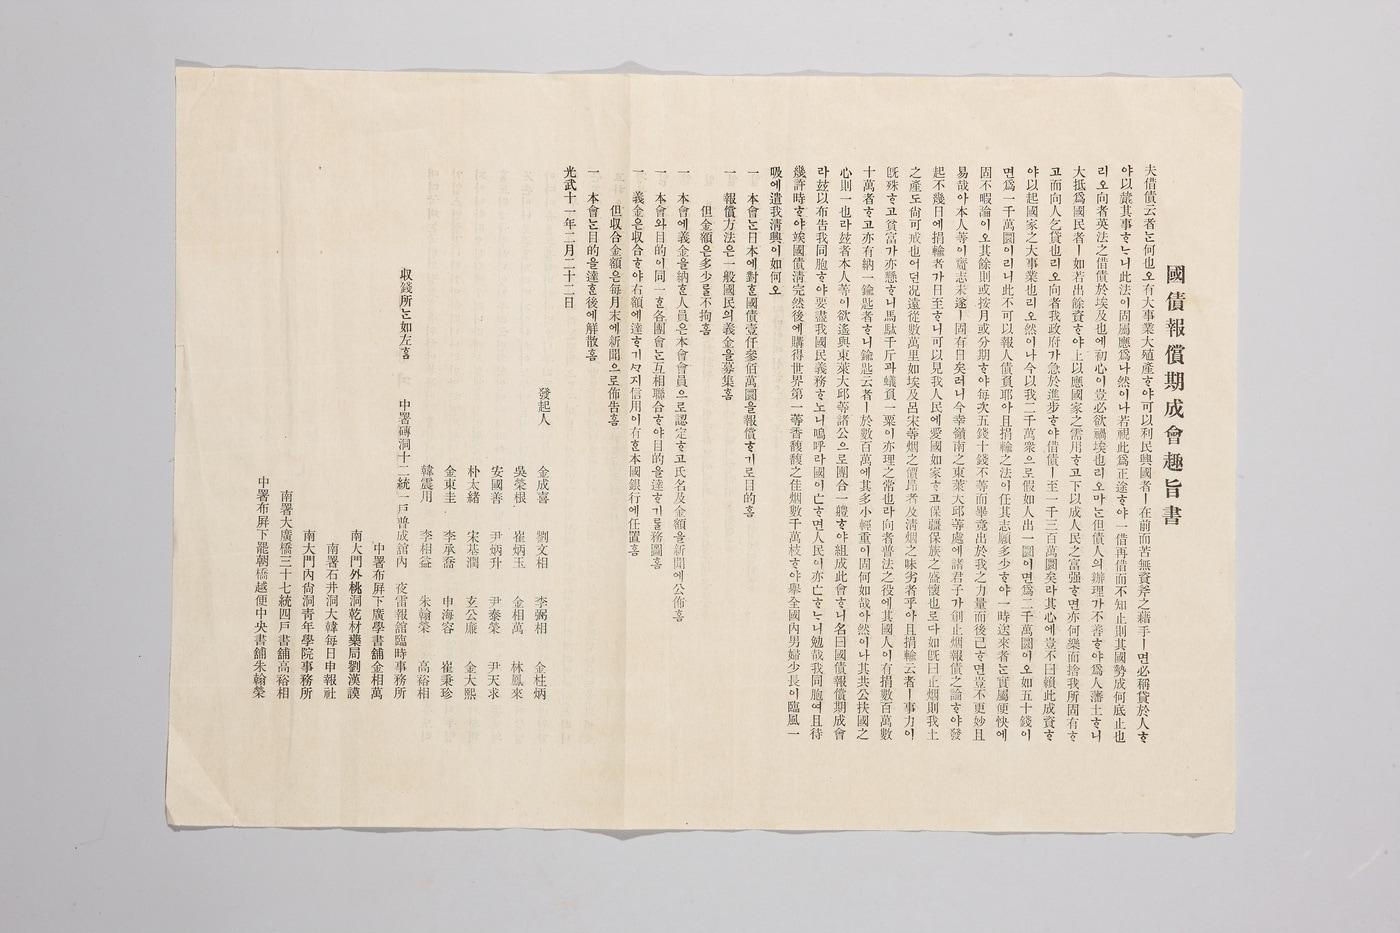 國債報償期成會趣旨書
夫借債云者ᄂᆞᆫ何也오有大事業大殖產ᄒᆞ야可以利民興國者ㅣ在前而苦無資斧之藉手ㅣ면必稱貸於人ᄒᆞ
야以蕆其事ᄒᆞᄂᆞ니此法이固屬應爲나然이나若視此爲正途ᄒᆞ야一借再借而不知止則其國勢成何底止也
리오向者英法之借債於埃及也에初心이豈必欲禍埃也리오마ᄂᆞᆫ但債人의辦理가不善ᄒᆞ야爲人藩土ᄒᆞ니
大抵爲國民者ㅣ如若出餘資ᄒᆞ야上以應國家之需用ᄒᆞ고下以成人民之富强ᄒᆞ면亦何樂而捨我所固有ᄒᆞ
고而向人乞貸也리오向者我政府가急於進步ᄒᆞ야借債ㅣ至一千三百萬圜矣라其心에豈不曰績此成資ᄒᆞ
야以起國家之大事業也리오然이나今以我二千萬衆으로假如人出一圜이면爲二千萬圜이오如五十錢이
면爲一千萬圜이리니此不可以報人債負耶아且捐輸之法이任其志願多少ᄒᆞ야一時送來者ᄂᆞᆫ實屬便快에
固不暇論이오其餘則或按月或分期ᄒᆞ야每次五錢十錢不等而畢竟出於我之力量而後已ᄒᆞ면豈不更妙且
易哉아本人等이齎志未遂ㅣ固有日矣러니今幸嶺南之東萊大邱等處에諸君子가創止烟報債之論ᄒᆞ야發
起不幾日에捐輸者가日至ᄒᆞ니可以見我人民에愛國如家ᄒᆞ고保疆保族之盛懷也로다如旣曰止烟則我土
之產도尙可戒也어던况遠從數萬里如埃及呂宋等烟之價昂者及淸烟之味劣者乎아且捐輸云者ㅣ事力이
旣殊ᄒᆞ고貧富가亦懸ᄒᆞ니馬駄千斤과蟻負一粟이亦理之常也라向者普法之役에其國人이有捐數百萬數
十萬者ᄒᆞ고亦有納一鑰匙者ᄒᆞ니鑰匙云者ㅣ於數百萬에其多小輕重이固何如哉아然이나其共公扶國之
心則一也라玆者本人等이欲遙與東萊大邱等諸公으로團合一軆ᄒᆞ야組成此會ᄒᆞ니名曰國債報償期成會
라玆以布告我同胞ᄒᆞ야要盡我國民義務ᄒᆞ노니嗚呼라國이亡ᄒᆞ면人民이亦亡ᄒᆞᄂᆞ니勉哉我同胞여且待
幾許時ᄒᆞ야竢國債淸完然後에購得世界第一等香馥馥之佳烟數千萬枝ᄒᆞ야擧全國內男婦少長이臨風一
吸에遣我淸興이如何오
一 本會ᄂᆞᆫ日本에對ᄒᆞᆫ國債壹仟參佰萬圜을報償ᄒᆞ기로目的홈
一 報償方法은一般國民의義金을募集홈
但金額은多少를不拘홈
一 本會에義金을納ᄒᆞᆫ人員은本會會員으로認定ᄒᆞ고氏名及金額을新聞에公佈홈
一 本會와目的이同一ᄒᆞᆫ各團會ᄂᆞᆫ互相聯合ᄒᆞ야目的을達ᄒᆞ기를務圖홈
一 義金은収合ᄒᆞ야右額에達ᄒᆞ기ᄭᆞ지信用이有ᄒᆞᆫ本國銀行에任置홈
但収合金額은每月末에新聞으로佈告홈
一 本會ᄂᆞᆫ目的을達ᄒᆞᆫ後에解散홈
光武十一年二月二十二日
發起人 金成喜 劉文相 李弼相 金柱炳
吳榮根 崔炳玉 金相萬 林鳳來
安國善 尹炳升 尹泰榮 尹天求
朴太緖 宋基潤 玄公廉 金大熙
金東圭 李承喬 申海容 崔秉珍
韓震用 李相益 朱翰榮 高裕相
収錢所ᄂᆞᆫ如左홈 中署磚洞十二統一戶普成舘內 夜雷報舘臨時事務所
中署布屛下廣學書舖金相萬
南大門外桃洞乾材藥局劉漢謨
南署石井洞大韓每日申報社
南大門內尙洞靑年學院事務所
南署大廣橋三十七統四戶書舖高裕相
中署布屛下罷朝橋越便中央書舖朱翰榮